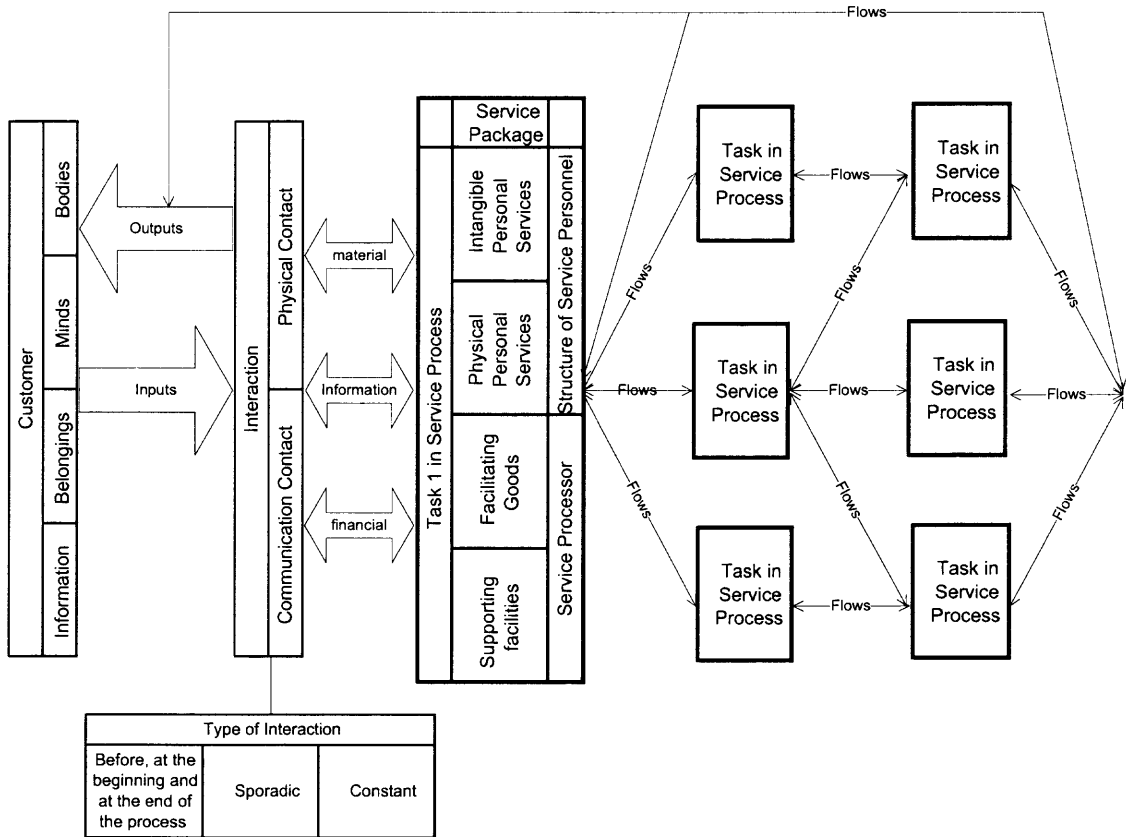 Flows
Customer
Bodies
Minds
Belongings
Information
Outputs
Inputs
Interaction
Physical Contact
Communication Contact
material
Information
financial
Task 1 in Service Process
Service
Package
Intangible
Personal
Services
Physical
Personal
Services
Facilitating
Goods
Supporting
facilities
Structure of Service Personnel
Service Processor
Flows
Flows
Flows
Task in
Service
Process
Flows
Task in
Service
Process
Flows
Flows
Task in
Service
Process
Flows
Task in
Service
Process
Flows
Flows
Flows
Task in
Service
Process
Flows
Task in
Service
Process
Type of Interaction
Before, at the
beginning and
at the end of
the process
Sporadic
Constant